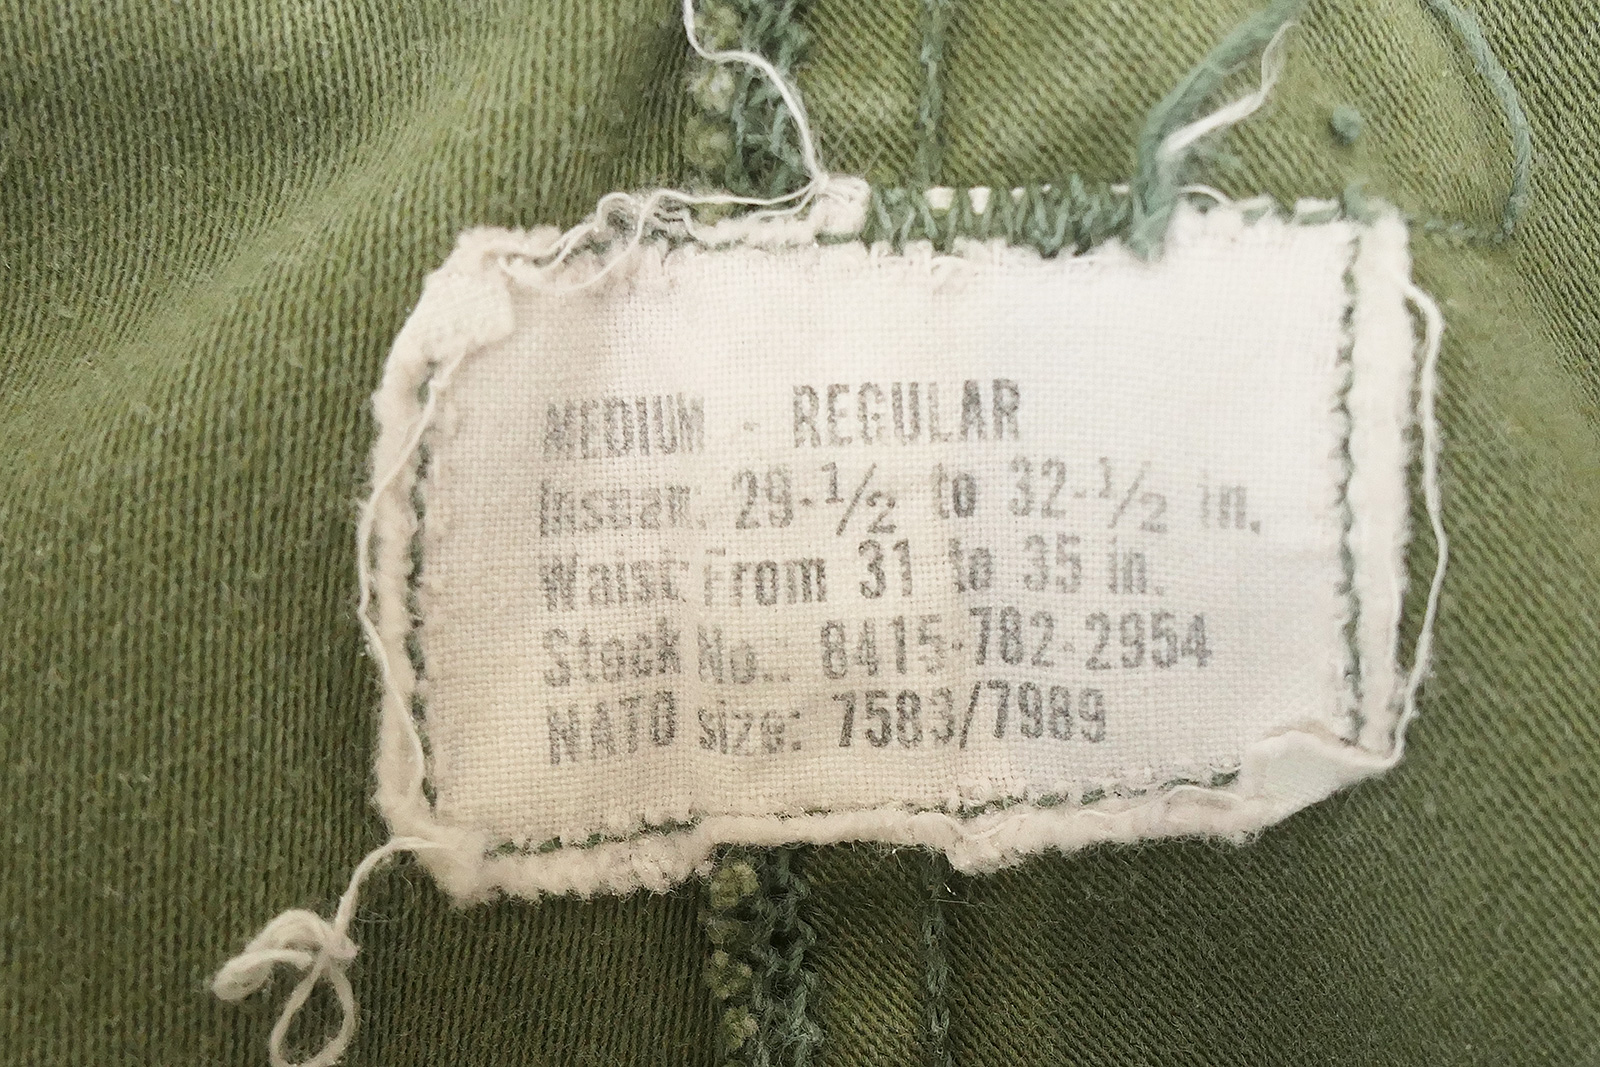 MEDIUM - REGULAR
Inseam: 29-1/2 to 32-1/2 in.
Waist: From 31 to 35 in.
Stock No.: 8415-782-2954
NATO size: 7583/7989